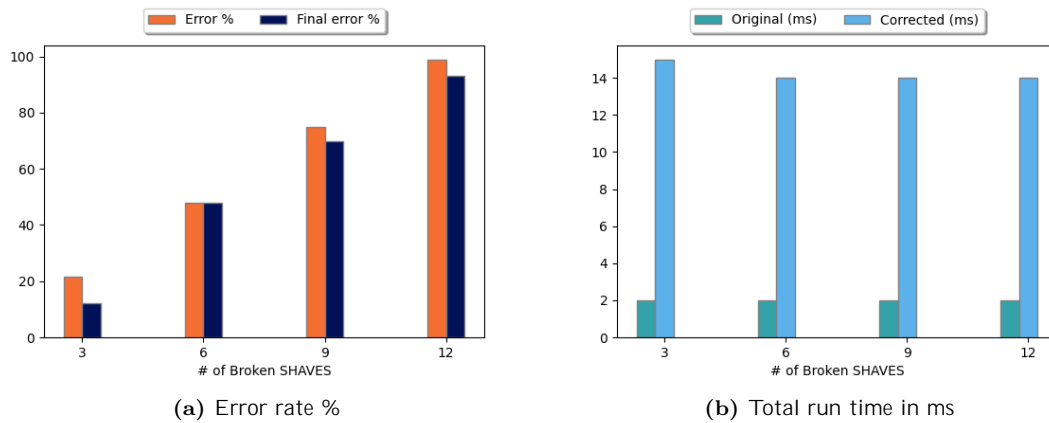 Error %
Final error %
100
80
60
40
20
0
3
6
9
12
# of Broken SHAVES
(a) Error rate %
Original (ms)
Corrected (ms)
14
12
10
8
6
4
2
0
3
6
9
12
# of Broken SHAVES
(b) Total run time in ms